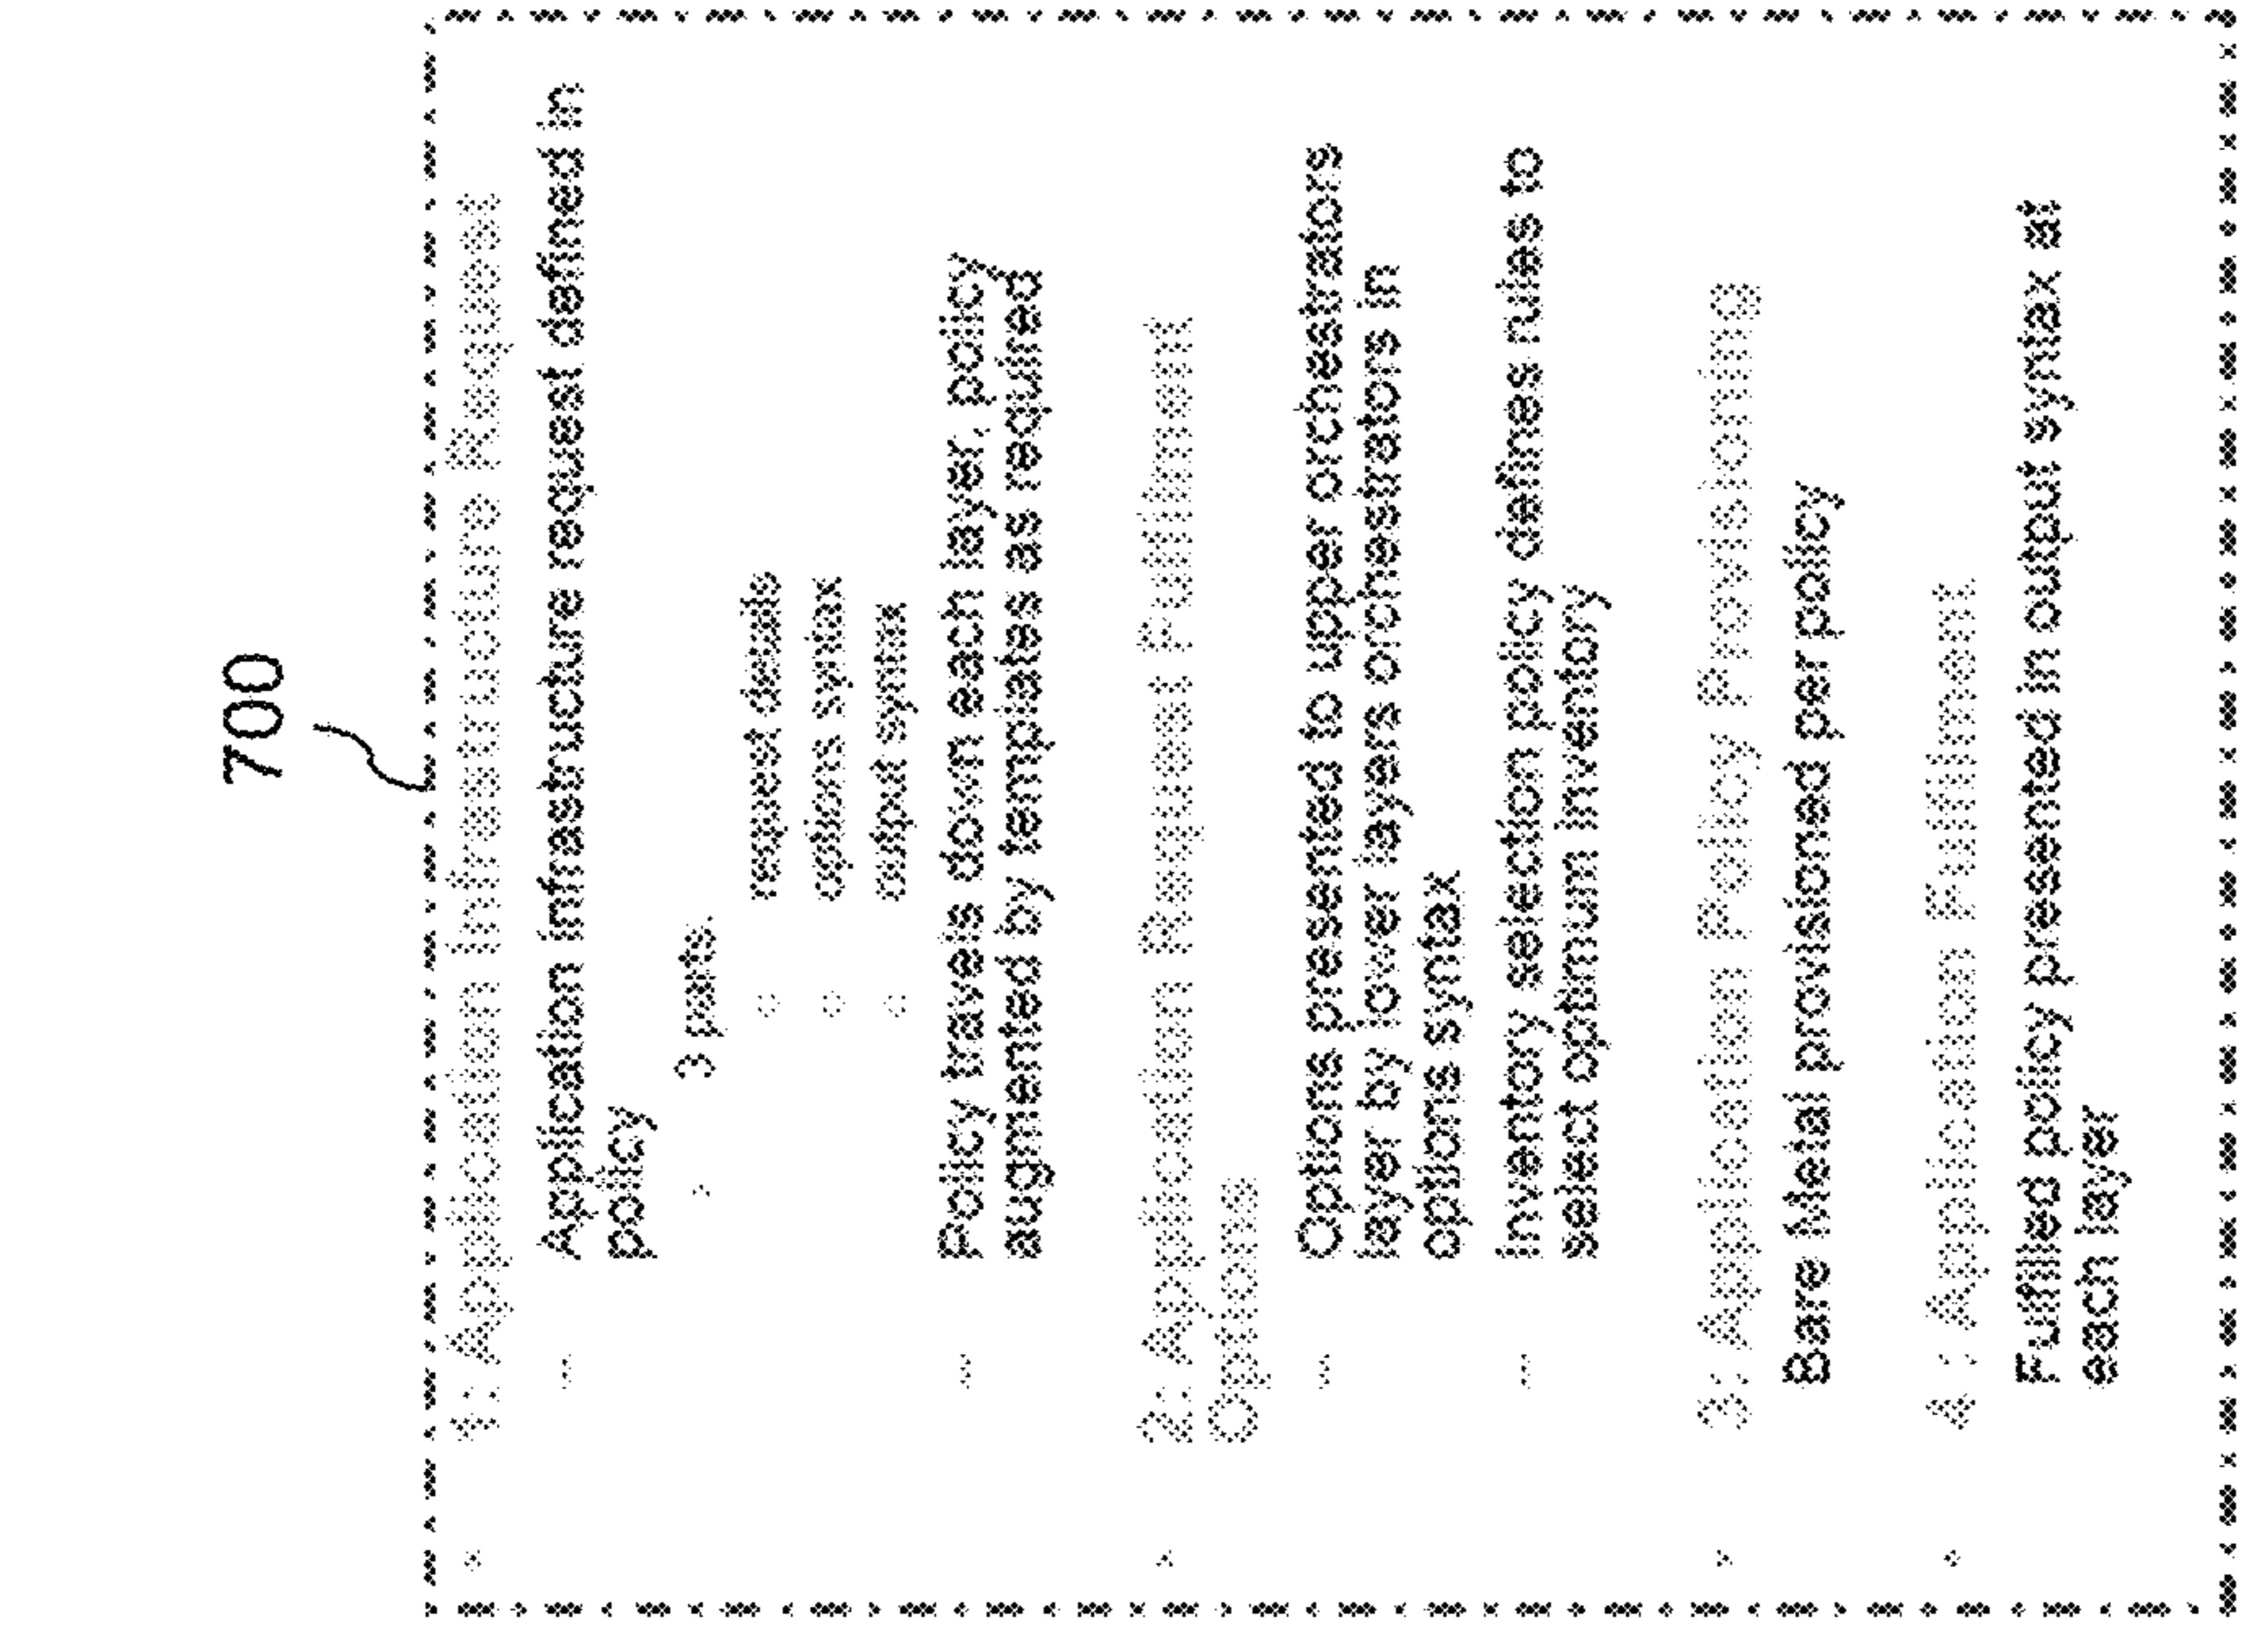 700
• 1: Application Infrastructure Request
– Application infrastructure request defined in
policy
• 3 parts
○ request details
○ options syntax
○ output syntax
– Policy travels down each layer, policy
augmented by templates as required
• 2: Application Request Fulfillment
Options
– Options presented to upper orchestrators
layer by lower layers orchestrators in
options syntax
– Inventory selection policy defines rules to
select optimum inventory
• 3: Application Policy Provisioning
Bare Metal provisioned per policy
• 4: Application Fulfillment
Fulfilled policy presented in output syntax at
each layer